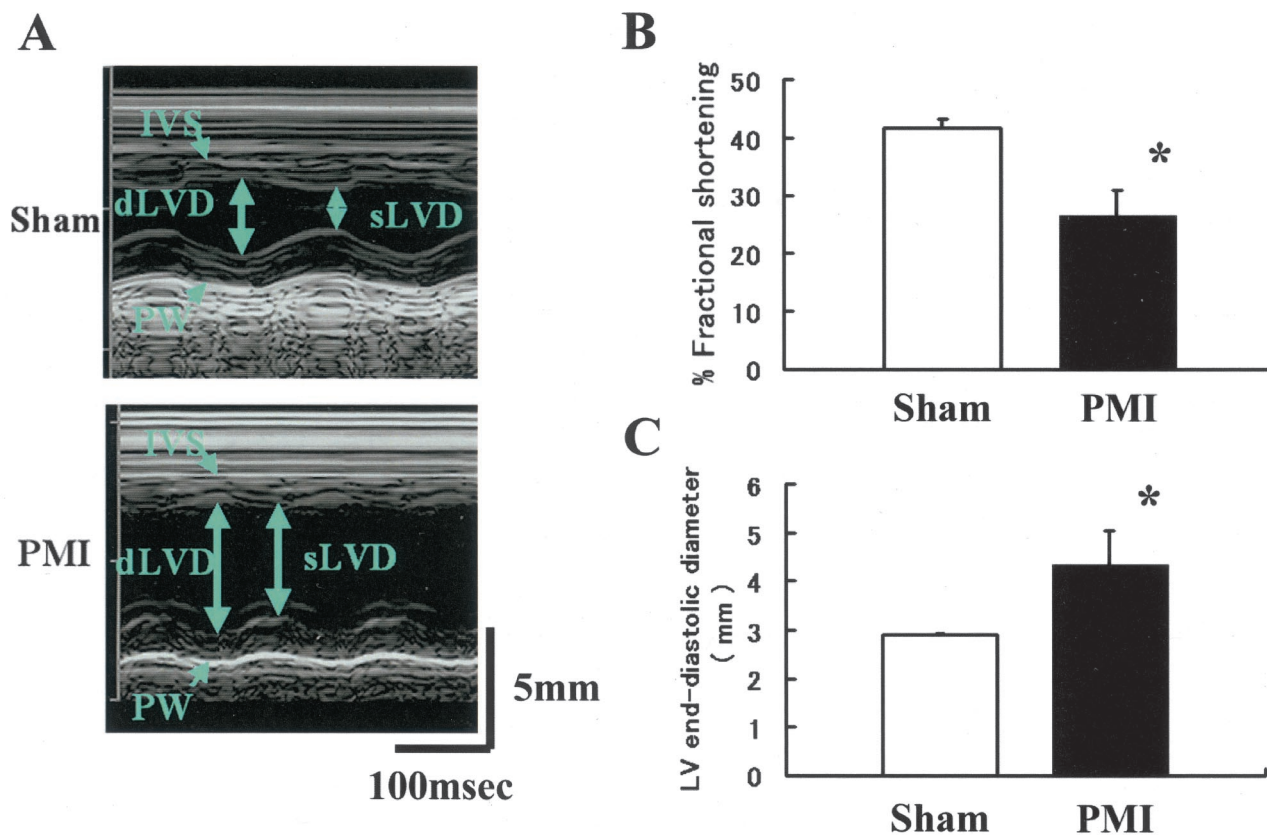 A
IVS
dLVD
sLVD
Sham
PW
IVS
dLVD
sLVD
PMI
PW
5mm
100msec
B
% Fractional shortening
50
40
30
20
10
0
*
Sham
PMI
C
LV end-diastolic diameter
(mm)
6
5
4
3
2
1
0
*
Sham
PMI